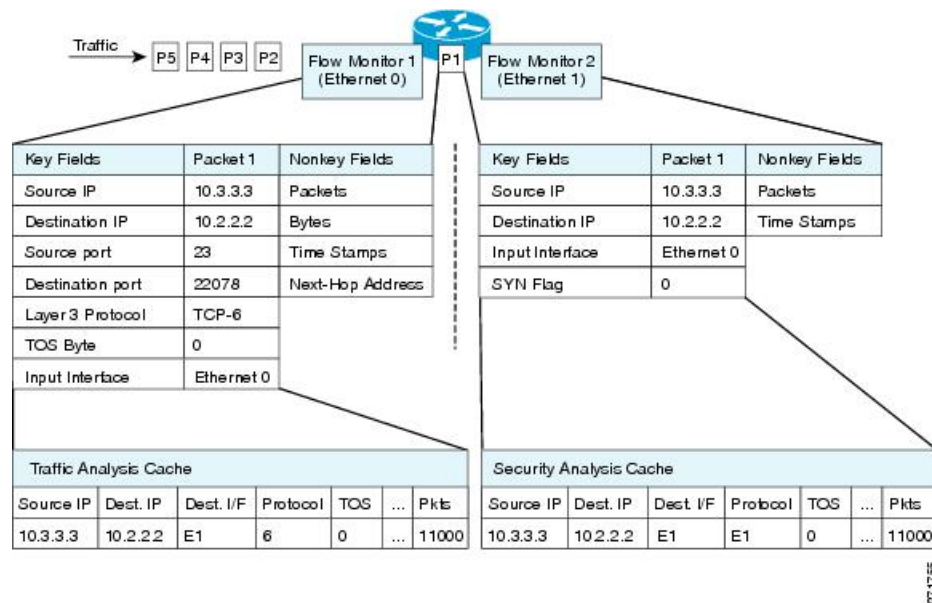 Traffic
P5 P4 P3 P2
Flow Monitor 1
(Ethernet 0)
P1
Flow Monitor 2
(Ethernet 1)
Key Fields Packet 1 Nonkey Fields
Source IP 10.3.3.3 Packets
Destination IP 10.2.2.2 Bytes
Source port 23 Time Stamps
Destination port 22078 Next-Hop Address
Layer 3 Protocol TCP-6
TOS Byte 0
Input Interface Ethernet 0
Key Fields Packet 1 Nonkey Fields
Source IP 10.3.3.3 Packets
Destination IP 10.2.2.2 Time Stamps
Input Interface Ethernet 0
SYN Flag 0
Traffic Analysis Cache
Source IP Dest. IP Dest. I/F Protocol TOS ... Pkts
10.3.3.3 10.2.2.2 E1 6 0 ... 11000
Security Analysis Cache
Source IP Dest. IP Dest. I/F Protocol TOS ... Pkts
10.3.3.3 10.2.2.2 E1 E1 0 ... 11000
271755